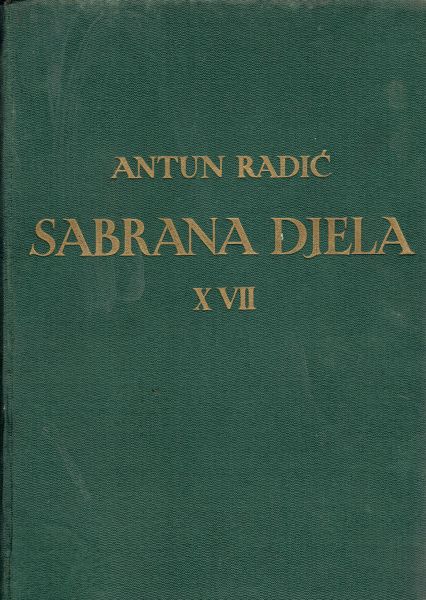 ANTUN RADIĆ
SABRANA DJELA
X VII